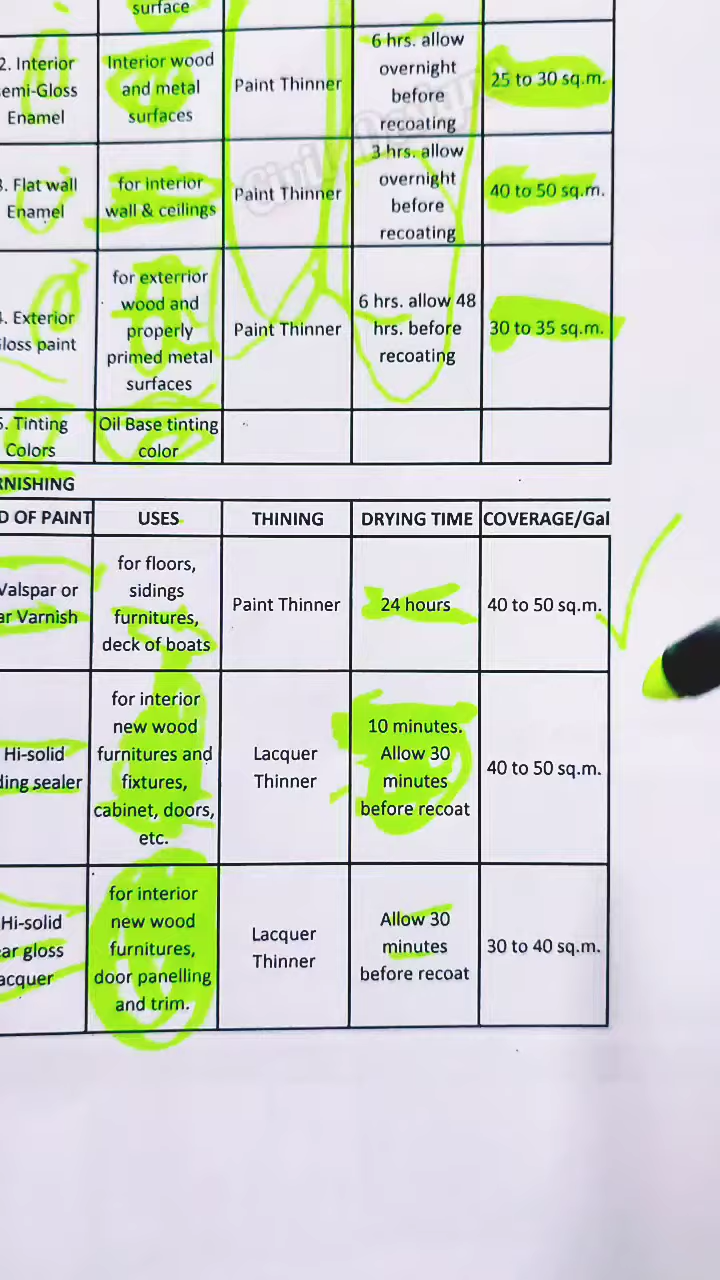 surface
2. Interior
emi-Gloss
Enamel
Interior wood
and metal
surfaces
Paint Thinner
6 hrs. allow
overnight
before
recoating
25 to 30 sq.m.
. Flat wall
Enamel
for interior
wall & ceilings
Paint Thinner
3 hrs. allow
overnight
before
recoating
40 to 50 sq.m.
. Exterior
loss paint
for exterrior
wood and
properly
primed metal
surfaces
Paint Thinner
6 hrs. allow 48
hrs. before
recoating
30 to 35 sq.m.
. Tinting
Colors
Oil Base tinting
color
RNISHING
D OF PAINT
USES
THINING
DRYING TIME
COVERAGE/Gal
Valspar or
ar Varnish
for floors,
sidings
furnitures,
deck of boats
Paint Thinner
24 hours
40 to 50 sq.m.
Hi-solid
ding sealer
for interior
new wood
furnitures and
fixtures,
cabinet, doors,
etc.
Lacquer
Thinner
10 minutes.
Allow 30
minutes
before recoat
40 to 50 sq.m.
Hi-solid
ar gloss
acquer
for interior
new wood
furnitures,
door panelling
and trim.
Lacquer
Thinner
Allow 30
minutes
before recoat
30 to 40 sq.m.